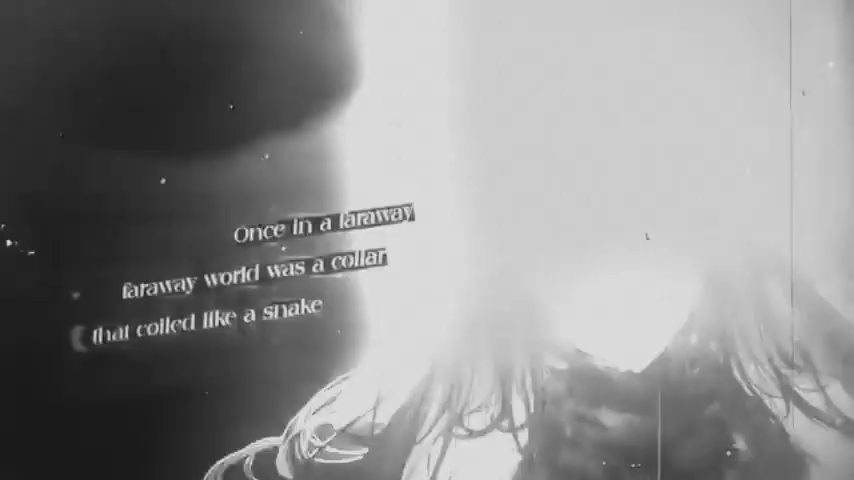 Once in a faraway
faraway world was a collar
that coiled like a snake